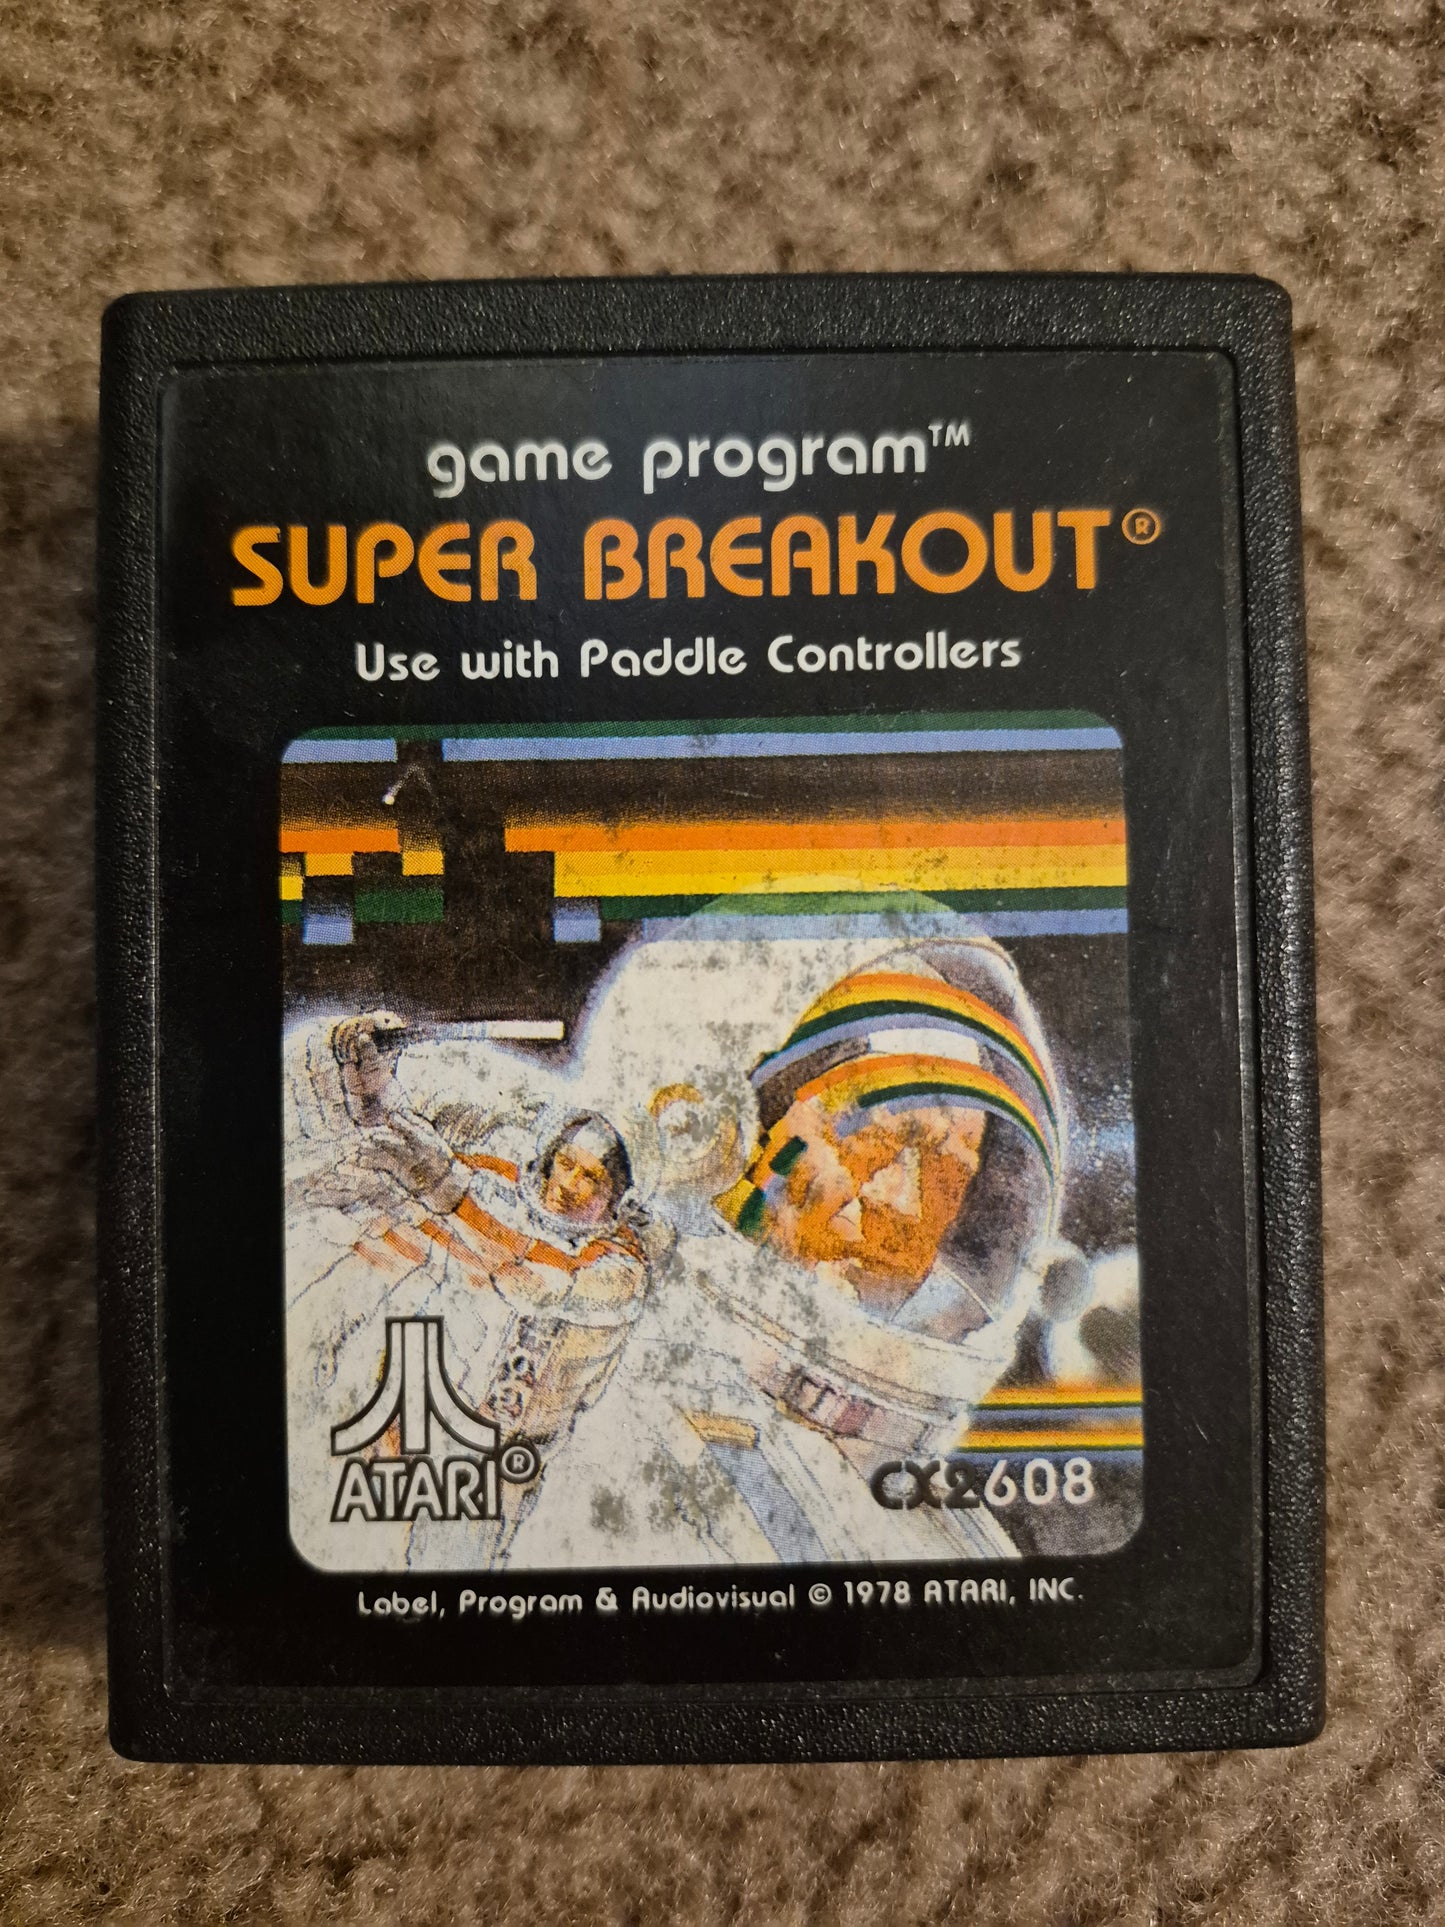 game program™
SUPER BREAKOUT®
Use with Paddle Controllers
ATARI®
CX2608
Label, Program & Audiovisual © 1978 ATARI, INC.